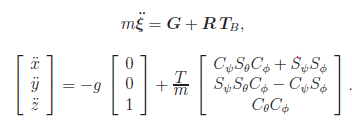 $m\ddot{\boldsymbol{\xi}} = \boldsymbol{G} + \boldsymbol{R}\boldsymbol{T}_B,$
$\begin{bmatrix} \ddot{x} \\ \ddot{y} \\ \ddot{z} \end{bmatrix} = -g \begin{bmatrix} 0 \\ 0 \\ 1 \end{bmatrix} + \frac{T}{m} \begin{bmatrix} C_\psi S_\theta C_\phi + S_\psi S_\phi \\ S_\psi S_\theta C_\phi - C_\psi S_\phi \\ C_\theta C_\phi \end{bmatrix}.$